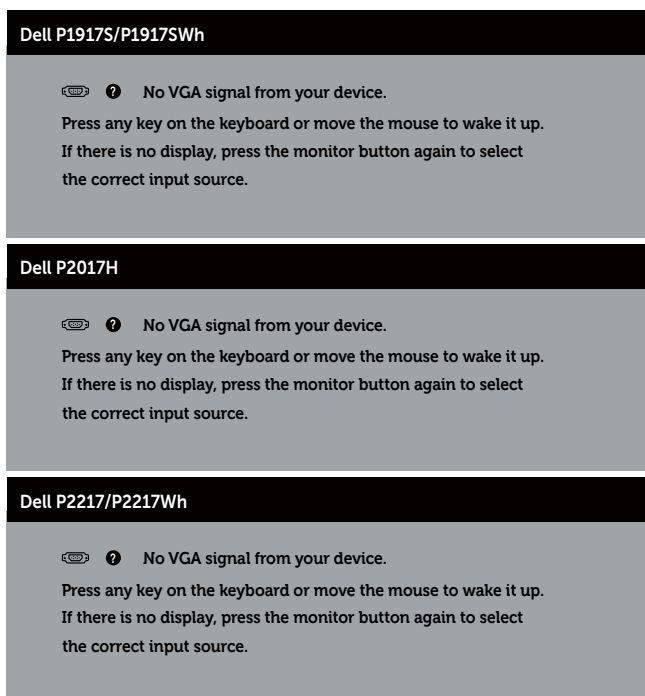 Dell P1917S/P1917SWh
No VGA signal from your device.
Press any key on the keyboard or move the mouse to wake it up.
If there is no display, press the monitor button again to select
the correct input source.
Dell P2017H
No VGA signal from your device.
Press any key on the keyboard or move the mouse to wake it up.
If there is no display, press the monitor button again to select
the correct input source.
Dell P2217/P2217Wh
No VGA signal from your device.
Press any key on the keyboard or move the mouse to wake it up.
If there is no display, press the monitor button again to select
the correct input source.